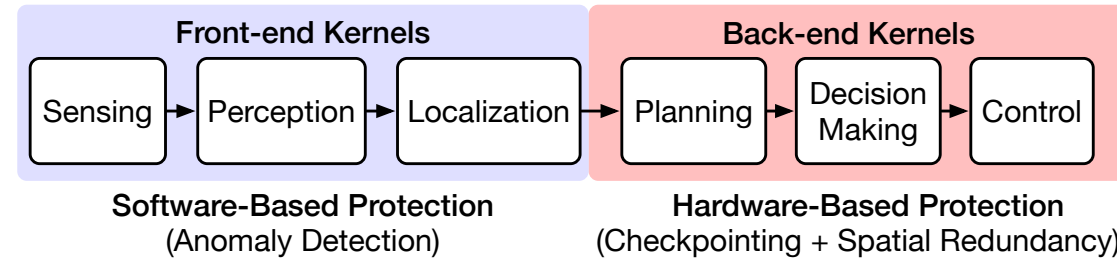 Front-end Kernels
Back-end Kernels
Sensing
Perception
Localization
Planning
Decision
Making
Control
Software-Based Protection
(Anomaly Detection)
Hardware-Based Protection
(Checkpointing + Spatial Redundancy)